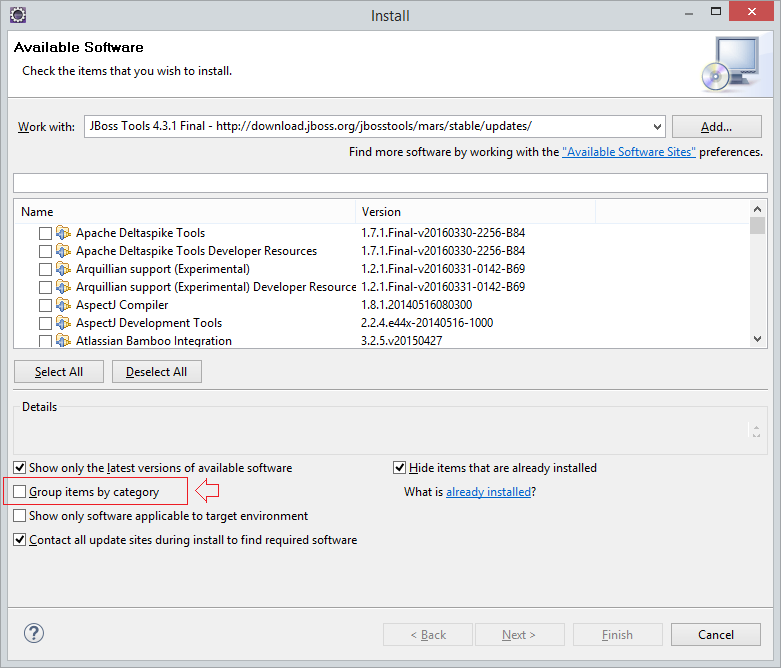 Install
Available Software
Check the items that you wish to install.
Work with: JBoss Tools 4.3.1 Final - http://download.jboss.org/jbosstools/mars/stable/updates/ Add...
Find more software by working with the "Available Software Sites" preferences.
Name Version
Apache Deltaspike Tools 1.7.1.Final-v20160330-2256-B84
Apache Deltaspike Tools Developer Resources 1.7.1.Final-v20160330-2256-B84
Arquillian support (Experimental) 1.2.1.Final-v20160331-0142-B69
Arquillian support (Experimental) Developer Resource 1.2.1.Final-v20160331-0142-B69
AspectJ Compiler 1.8.1.20140516080300
AspectJ Development Tools 2.2.4.e44x-20140516-1000
Atlassian Bamboo Integration 3.2.5.v20150427
Select All Deselect All
Details
Show only the latest versions of available software Hide items that are already installed
Group items by category What is already installed?
Show only software applicable to target environment
Contact all update sites during install to find required software
? < Back Next > Finish Cancel